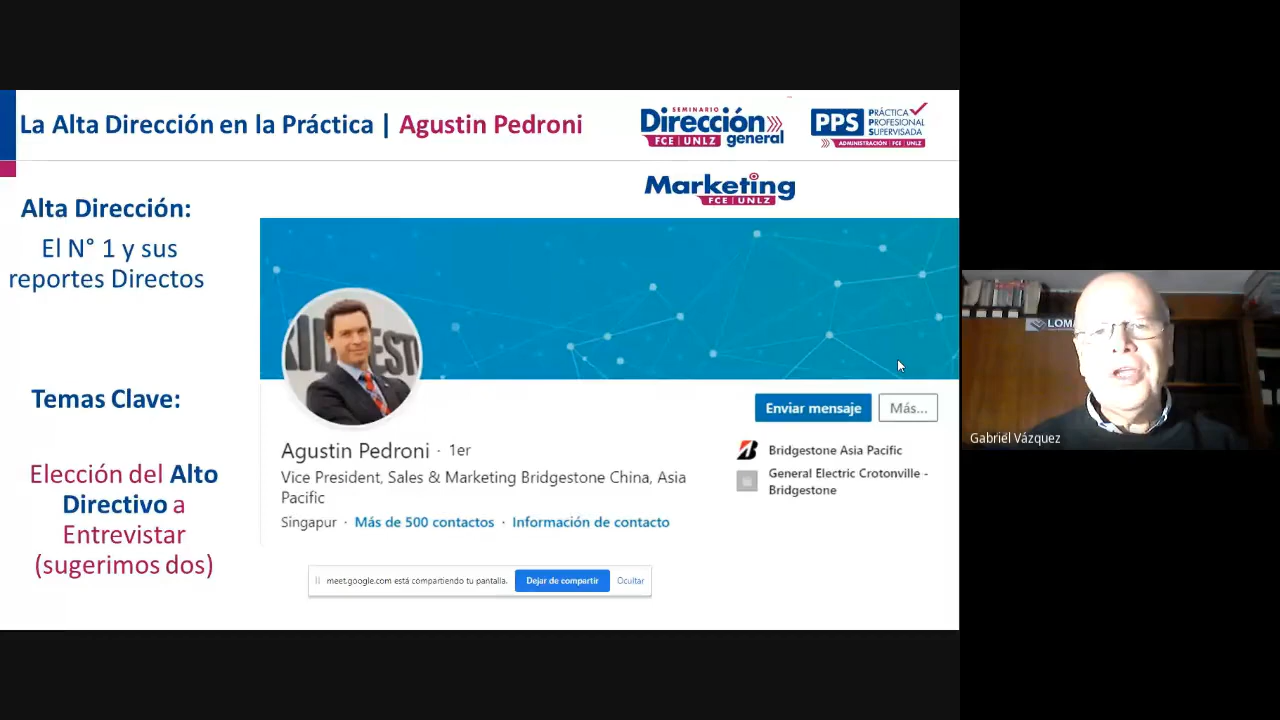 La Alta Dirección en la Práctica | Agustin Pedroni
SEMINARIO
Dirección
general
FCE | UNLZ
PPS
PRÁCTICA
PROFESIONAL
SUPERVISADA
ADMINISTRACIÓN | FCE | UNLZ
Marketing
FCE | UNLZ
Alta Dirección:
El N° 1 y sus
reportes Directos
Temas Clave:
Elección del Alto
Directivo a
Entrevistar
(sugerimos dos)
Enviar mensaje
Más...
Agustin Pedroni · 1er
Vice President, Sales & Marketing Bridgestone China, Asia
Pacific
Singapur · Más de 500 contactos · Información de contacto
Bridgestone Asia Pacific
General Electric Crotonville -
Bridgestone
meet.google.com está compartiendo tu pantalla.
Dejar de compartir
Ocultar
LOMA
Gabriel Vázquez